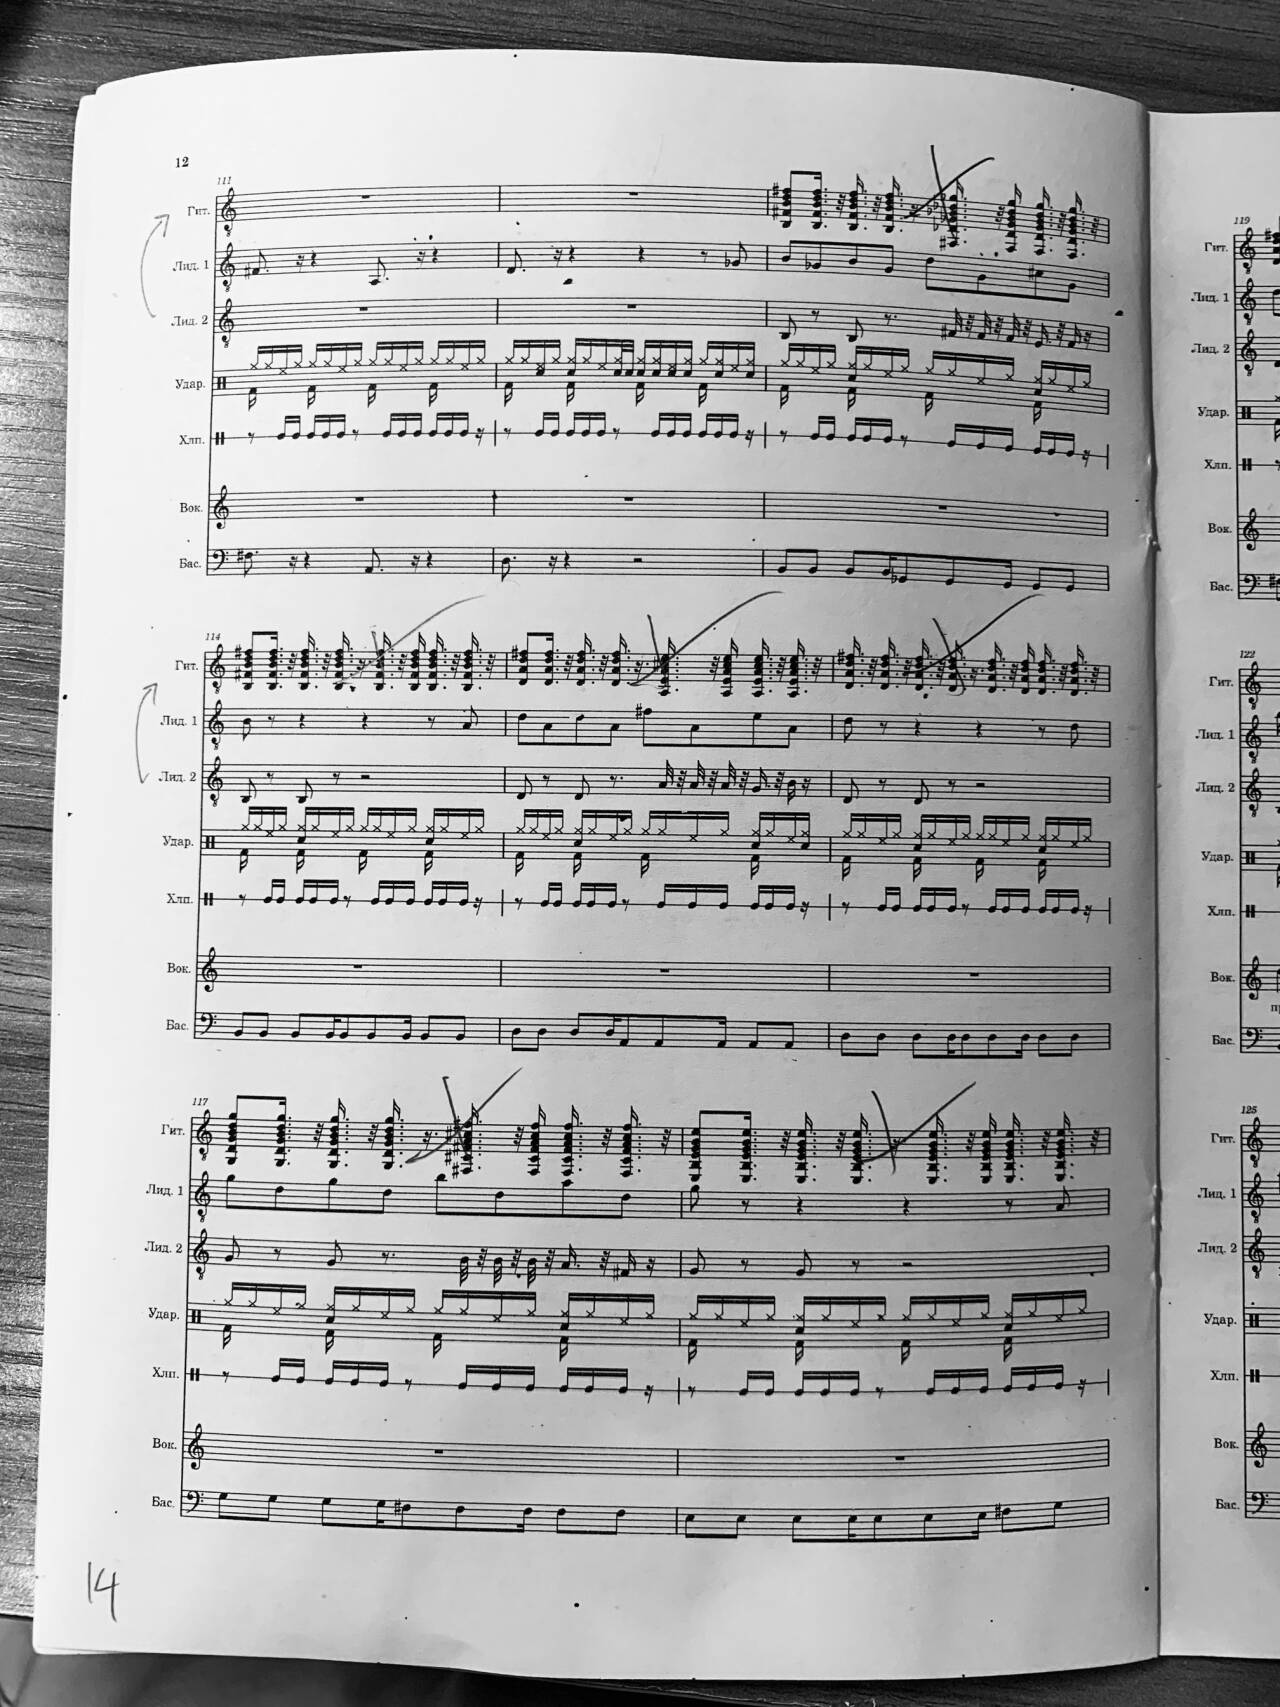 12
111
Гит.
Лид. 1
Лид. 2
Удар.
Хлп.
Вок.
Бас.
114
Гит.
Лид. 1
Лид. 2
Удар.
Хлп.
Вок.
Бас.
117
Гит.
Лид. 1
Лид. 2
Удар.
Хлп.
Вок.
Бас.
14
119
Гит.
Лид. 1
Лид. 2
Удар.
Хлп.
Вок.
Бас.
122
Гит.
Лид. 1
Лид. 2
Удар.
Хлп.
Вок.
Бас.
125
Гит.
Лид. 1
Лид. 2
Удар.
Хлп.
Вок.
Бас.